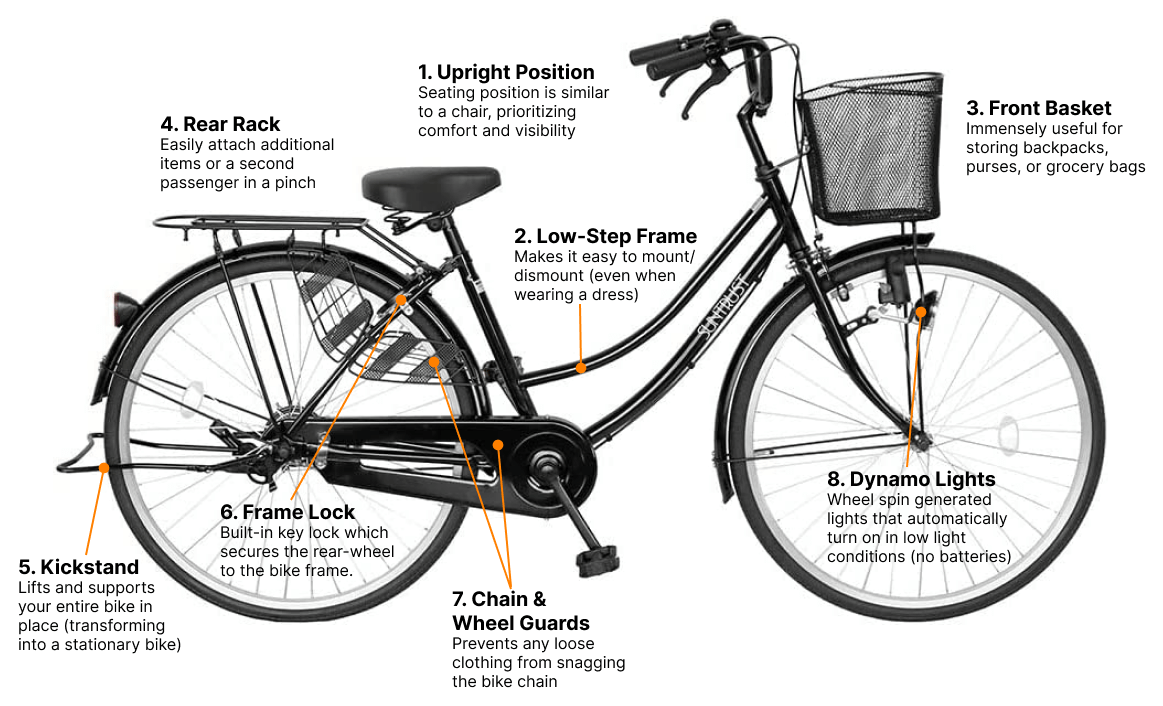 1. Upright Position
Seating position is similar
to a chair, prioritizing
comfort and visibility
2. Low-Step Frame
Makes it easy to mount/
dismount (even when
wearing a dress)
3. Front Basket
Immensely useful for
storing backpacks,
purses, or grocery bags
4. Rear Rack
Easily attach additional
items or a second
passenger in a pinch
5. Kickstand
Lifts and supports
your entire bike in
place (transforming
into a stationary bike)
6. Frame Lock
Built-in key lock which
secures the rear-wheel
to the bike frame.
7. Chain &
Wheel Guards
Prevents any loose
clothing from snagging
the bike chain
8. Dynamo Lights
Wheel spin generated
lights that automatically
turn on in low light
conditions (no batteries)
SUNTRUST